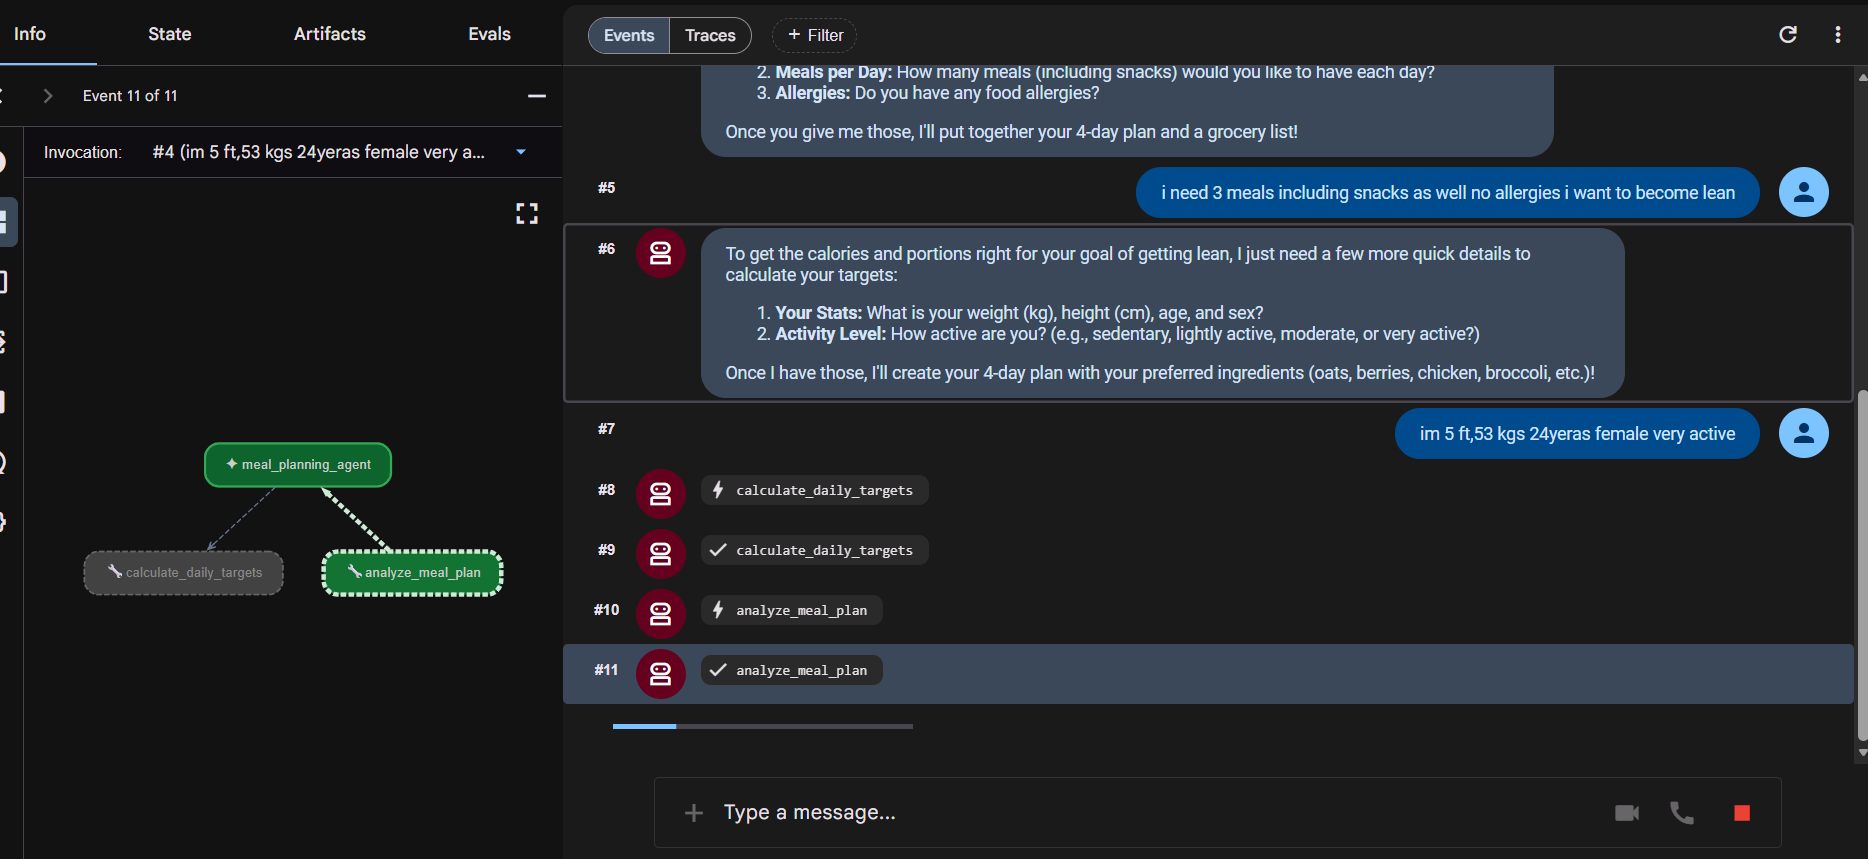 Info
State
Artifacts
Evals
Event 11 of 11
Invocation: #4 (im 5 ft,53 kgs 24yeras female very a...
meal_planning_agent
calculate_daily_targets
analyze_meal_plan
Events
Traces
+ Filter
2. Meals per Day: How many meals (including snacks) would you like to have each day?
3. Allergies: Do you have any food allergies?
Once you give me those, I'll put together your 4-day plan and a grocery list!
#5
i need 3 meals including snacks as well no allergies i want to become lean
#6
To get the calories and portions right for your goal of getting lean, I just need a few more quick details to
calculate your targets:
1. Your Stats: What is your weight (kg), height (cm), age, and sex?
2. Activity Level: How active are you? (e.g., sedentary, lightly active, moderate, or very active?)
Once I have those, I'll create your 4-day plan with your preferred ingredients (oats, berries, chicken, broccoli, etc.)!
#7
im 5 ft,53 kgs 24yeras female very active
#8
calculate_daily_targets
#9
calculate_daily_targets
#10
analyze_meal_plan
#11
analyze_meal_plan
Type a message...